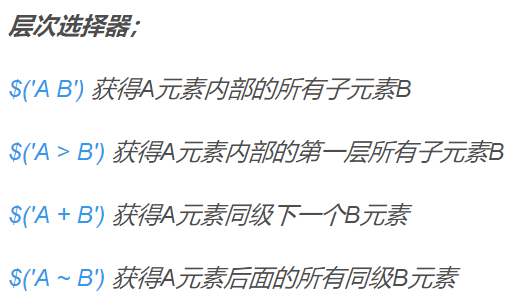 层次选择器；
$('A B') 获得A元素内部的所有子元素B
$('A > B') 获得A元素内部的第一层所有子元素B
$('A + B') 获得A元素同级下一个B元素
$('A ~ B') 获得A元素后面的所有同级B元素